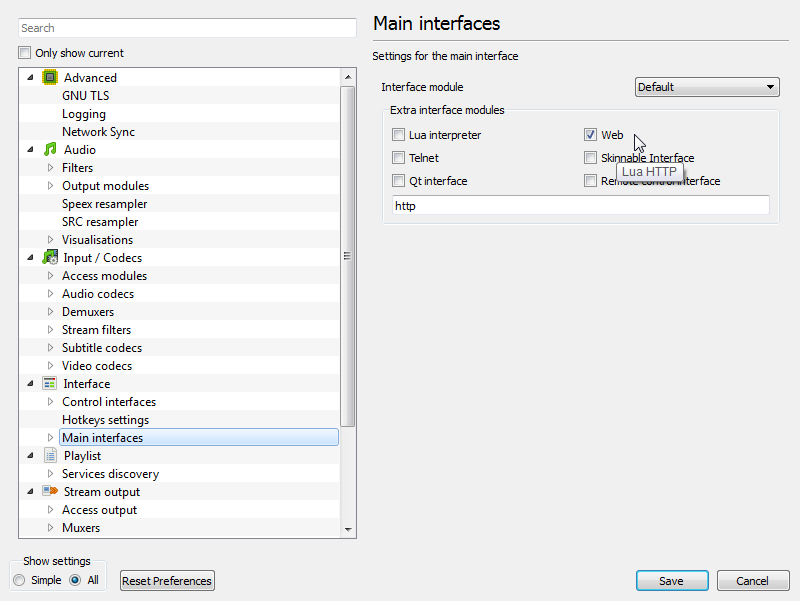 Search
Only show current
Advanced
GNU TLS
Logging
Network Sync
Audio
Filters
Output modules
Speex resampler
SRC resampler
Visualisations
Input / Codecs
Access modules
Audio codecs
Demuxers
Stream filters
Subtitle codecs
Video codecs
Interface
Control interfaces
Hotkeys settings
Main interfaces
Playlist
Services discovery
Stream output
Access output
Muxers
Show settings
Simple All
Reset Preferences
Main interfaces
Settings for the main interface
Interface module Default
Extra interface modules
Lua interpreter Web
Telnet Skinnable Interface
Lua HTTP
Qt interface Remote control interface
http
Save Cancel